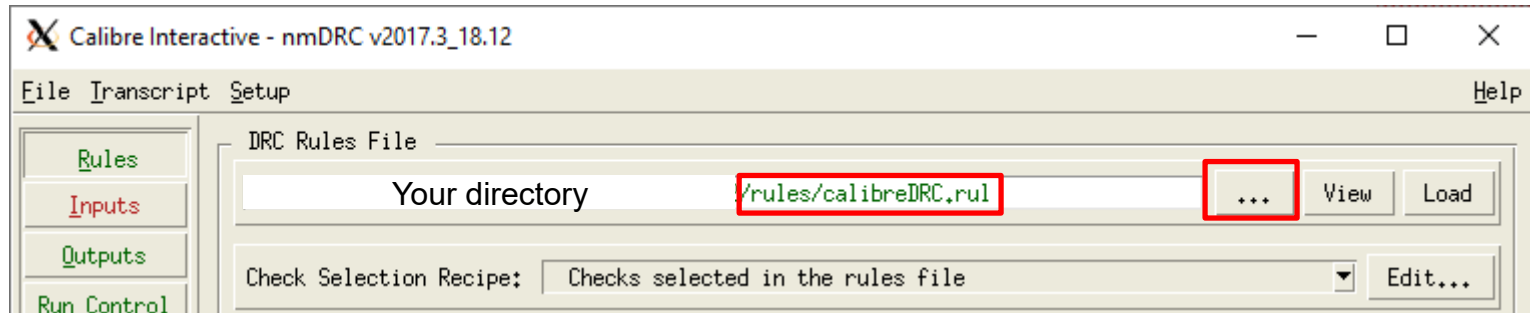 Calibre Interactive - nmDRC v2017.3_18.12
File Transcript Setup Help
Rules
DRC Rules File
Your directory /rules/calibreDRC.rul ... View Load
Inputs
Outputs
Check Selection Recipe: Checks selected in the rules file Edit...
Run Control